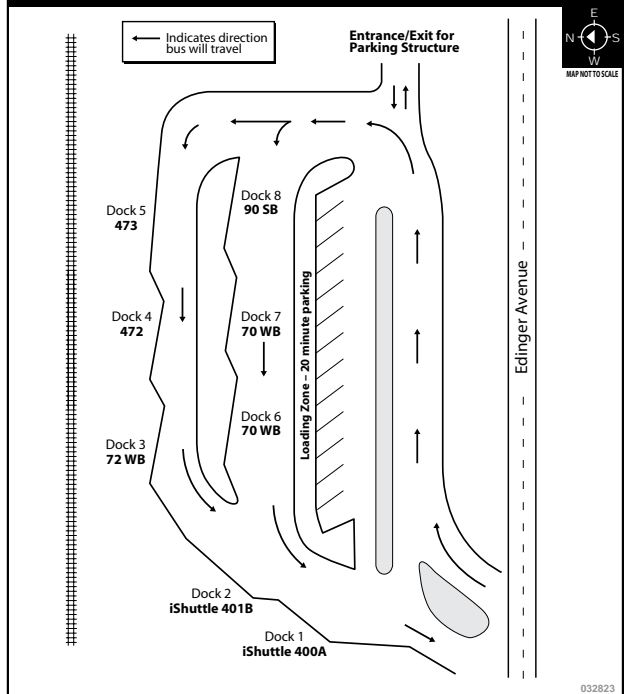 Indicates direction
bus will travel
Entrance/Exit for
Parking Structure
E
N
S
W
MAP NOT TO SCALE
Dock 5
473
Dock 8
90 SB
Dock 4
472
Dock 7
70 WB
Dock 6
70 WB
Dock 3
72 WB
Loading Zone – 20 minute parking
Edinger Avenue
Dock 2
iShuttle 401B
Dock 1
iShuttle 400A
032823